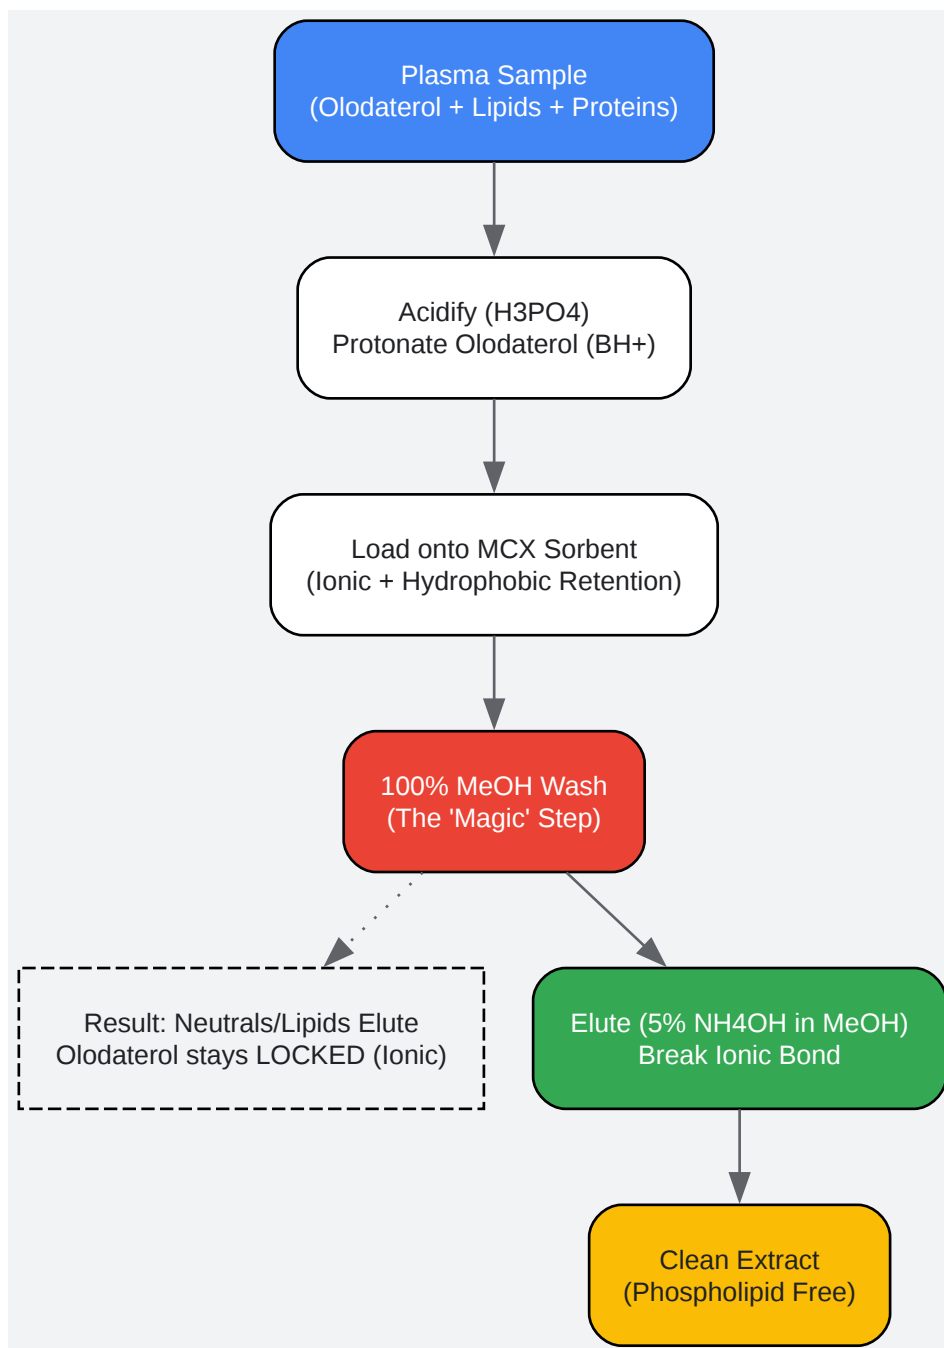 Plasma Sample
(Olodaterol + Lipids + Proteins)
Acidify (H3PO4)
Protonate Olodaterol (BH+)
Load onto MCX Sorbent
(Ionic + Hydrophobic Retention)
100% MeOH Wash
(The 'Magic' Step)
Result: Neutrals/Lipids Elute
Olodaterol stays LOCKED (Ionic)
Elute (5% NH4OH in MeOH)
Break Ionic Bond
Clean Extract
(Phospholipid Free)